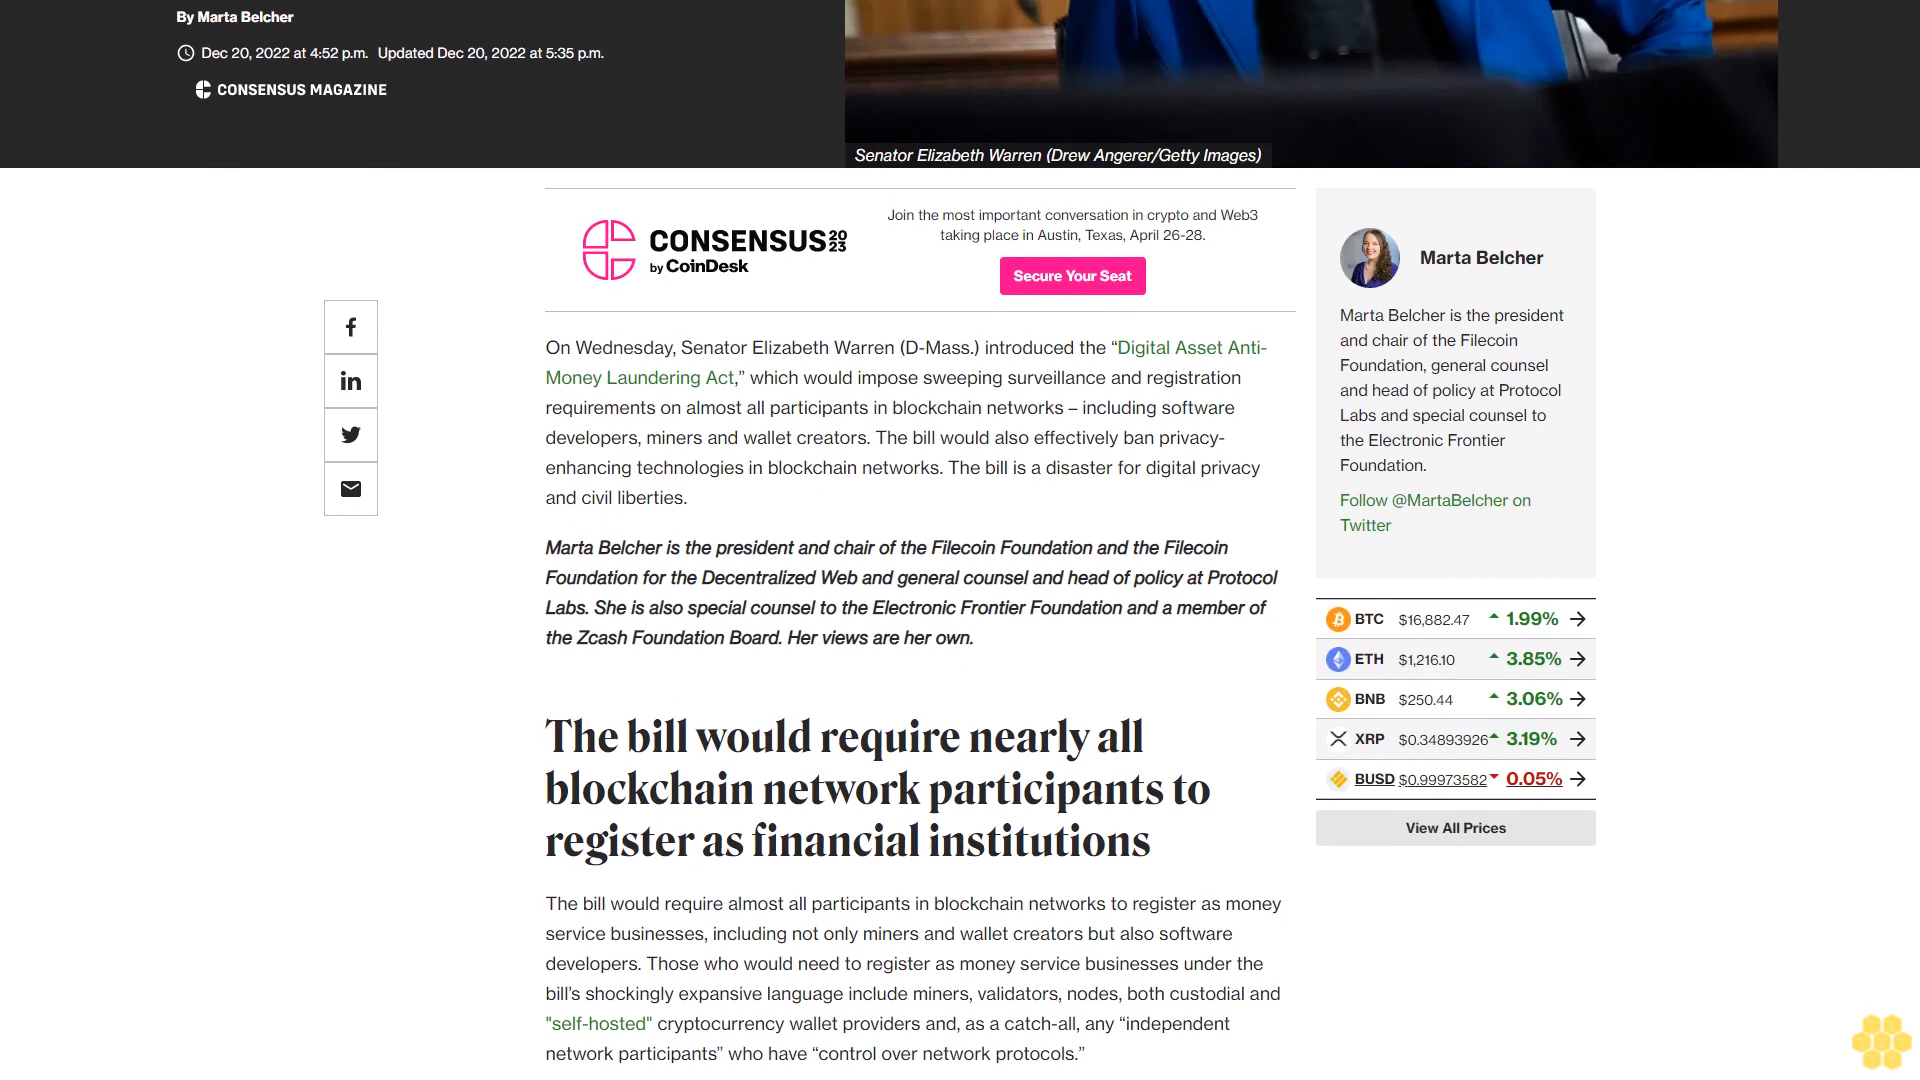 By Marta Belcher
Dec 20, 2022 at 4:52 p.m. Updated Dec 20, 2022 at 5:35 p.m.
CONSENSUS MAGAZINE
Senator Elizabeth Warren (Drew Angerer/Getty Images)
CONSENSUS 2023
by CoinDesk
Join the most important conversation in crypto and Web3
taking place in Austin, Texas, April 26-28.
Secure Your Seat
On Wednesday, Senator Elizabeth Warren (D-Mass.) introduced the “Digital Asset Anti-
Money Laundering Act,” which would impose sweeping surveillance and registration
requirements on almost all participants in blockchain networks – including software
developers, miners and wallet creators. The bill would also effectively ban privacy-
enhancing technologies in blockchain networks. The bill is a disaster for digital privacy
and civil liberties.
Marta Belcher is the president and chair of the Filecoin Foundation and the Filecoin
Foundation for the Decentralized Web and general counsel and head of policy at Protocol
Labs. She is also special counsel to the Electronic Frontier Foundation and a member of
the Zcash Foundation Board. Her views are her own.
The bill would require nearly all
blockchain network participants to
register as financial institutions
The bill would require almost all participants in blockchain networks to register as money
service businesses, including not only miners and wallet creators but also software
developers. Those who would need to register as money service businesses under the
bill’s shockingly expansive language include miners, validators, nodes, both custodial and
"self-hosted" cryptocurrency wallet providers and, as a catch-all, any “independent
network participants” who have “control over network protocols.”
Marta Belcher
Marta Belcher is the president
and chair of the Filecoin
Foundation, general counsel
and head of policy at Protocol
Labs and special counsel to
the Electronic Frontier
Foundation.
Follow @MartaBelcher on
Twitter
BTC $16,882.47 1.99%
ETH $1,216.10 3.85%
BNB $250.44 3.06%
XRP $0.34893926 3.19%
BUSD $0.99973582 0.05%
View All Prices